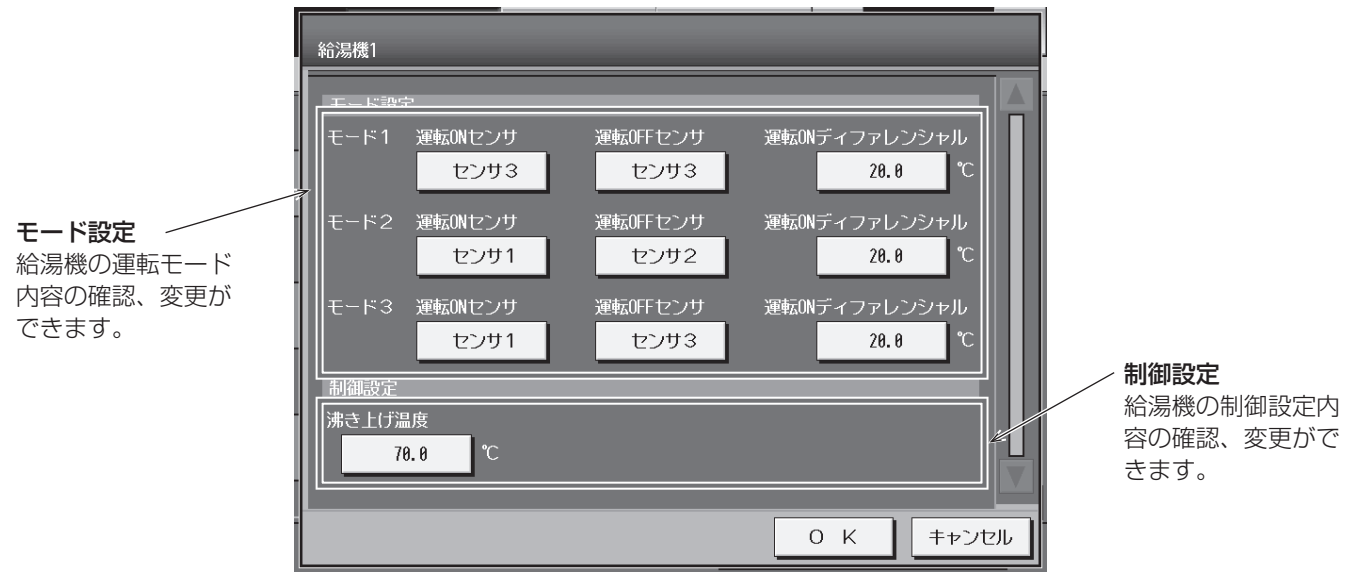 給湯機1
モード設定
モード1 運転ONセンサ 運転OFFセンサ 運転ONディファレンシャル
センサ3 センサ3 20.0 ℃
モード2 運転ONセンサ 運転OFFセンサ 運転ONディファレンシャル
センサ1 センサ2 20.0 ℃
モード3 運転ONセンサ 運転OFFセンサ 運転ONディファレンシャル
センサ1 センサ3 20.0 ℃
制御設定
沸き上げ温度
70.0 ℃
OK キャンセル
モード設定
給湯機の運転モード
内容の確認、変更が
できます。
制御設定
給湯機の制御設定内
容の確認、変更がで
きます。